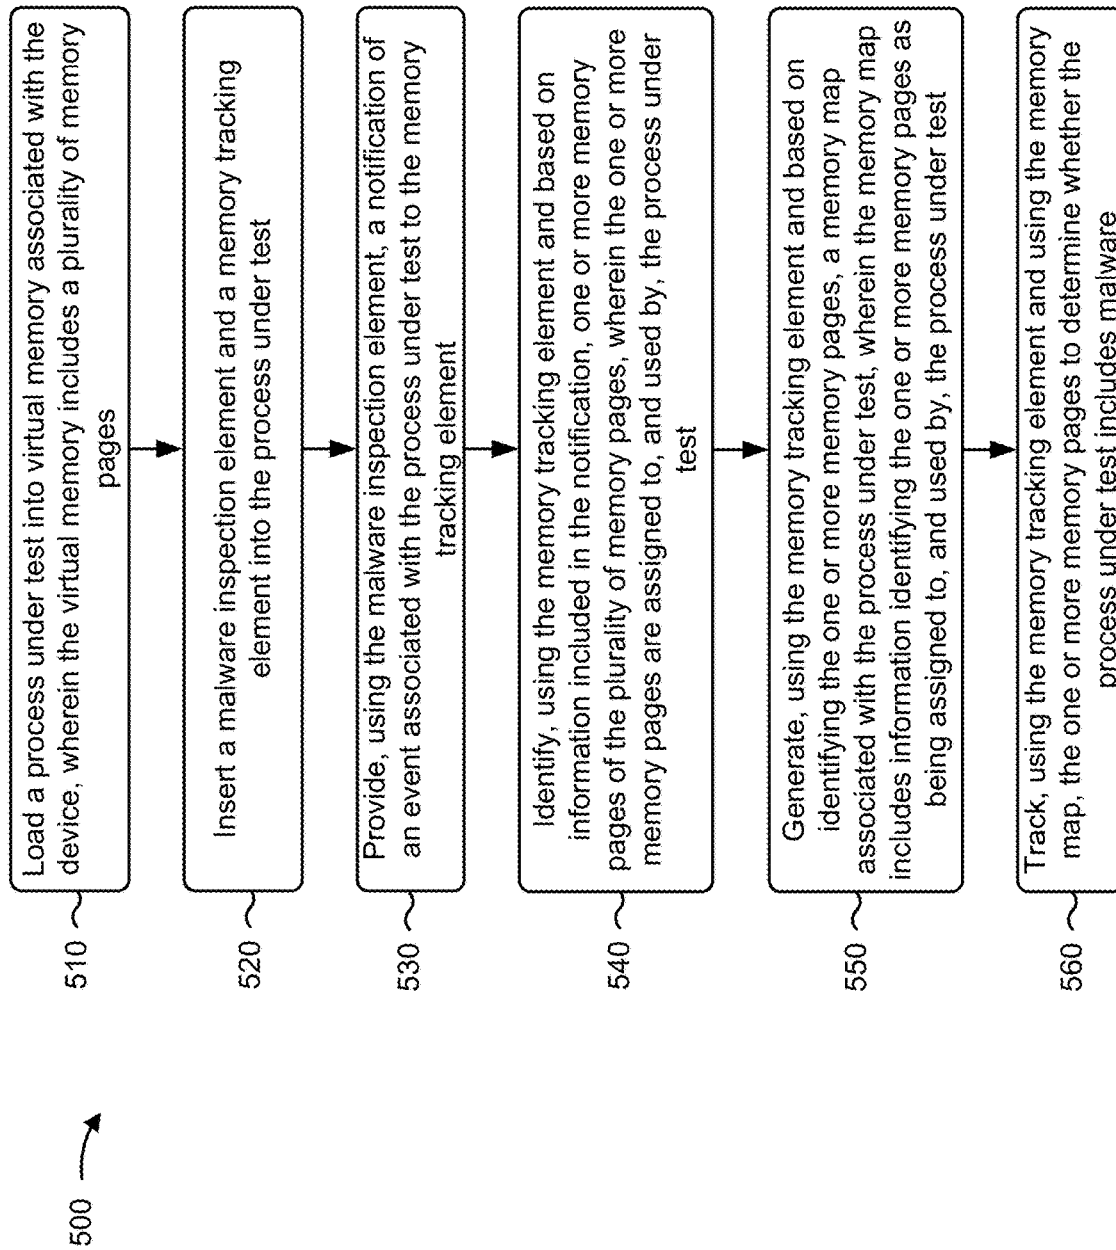 500
510
Load a process under test into virtual memory associated with the
device, wherein the virtual memory includes a plurality of memory
pages
520
Insert a malware inspection element and a memory tracking
element into the process under test
530
Provide, using the malware inspection element, a notification of
an event associated with the process under test to the memory
tracking element
540
Identify, using the memory tracking element and based on
information included in the notification, one or more memory
pages of the plurality of memory pages, wherein the one or more
memory pages are assigned to, and used by, the process under
test
550
Generate, using the memory tracking element and based on
identifying the one or more memory pages, a memory map
associated with the process under test, wherein the memory map
includes information identifying the one or more memory pages as
being assigned to, and used by, the process under test
560
Track, using the memory tracking element and using the memory
map, the one or more memory pages to determine whether the
process under test includes malware